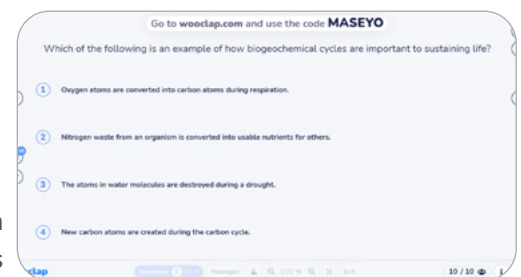 Go to wooclap.com and use the code MASEYO
Which of the following is an example of how biogeochemical cycles are important to sustaining life?
1 Oxygen atoms are converted into carbon atoms during respiration.
2 Nitrogen waste from an organism is converted into usable nutrients for others.
3 The atoms in water molecules are destroyed during a drought.
4 New carbon atoms are created during the carbon cycle.
clap
Messages
100 %
Exit
10 / 10